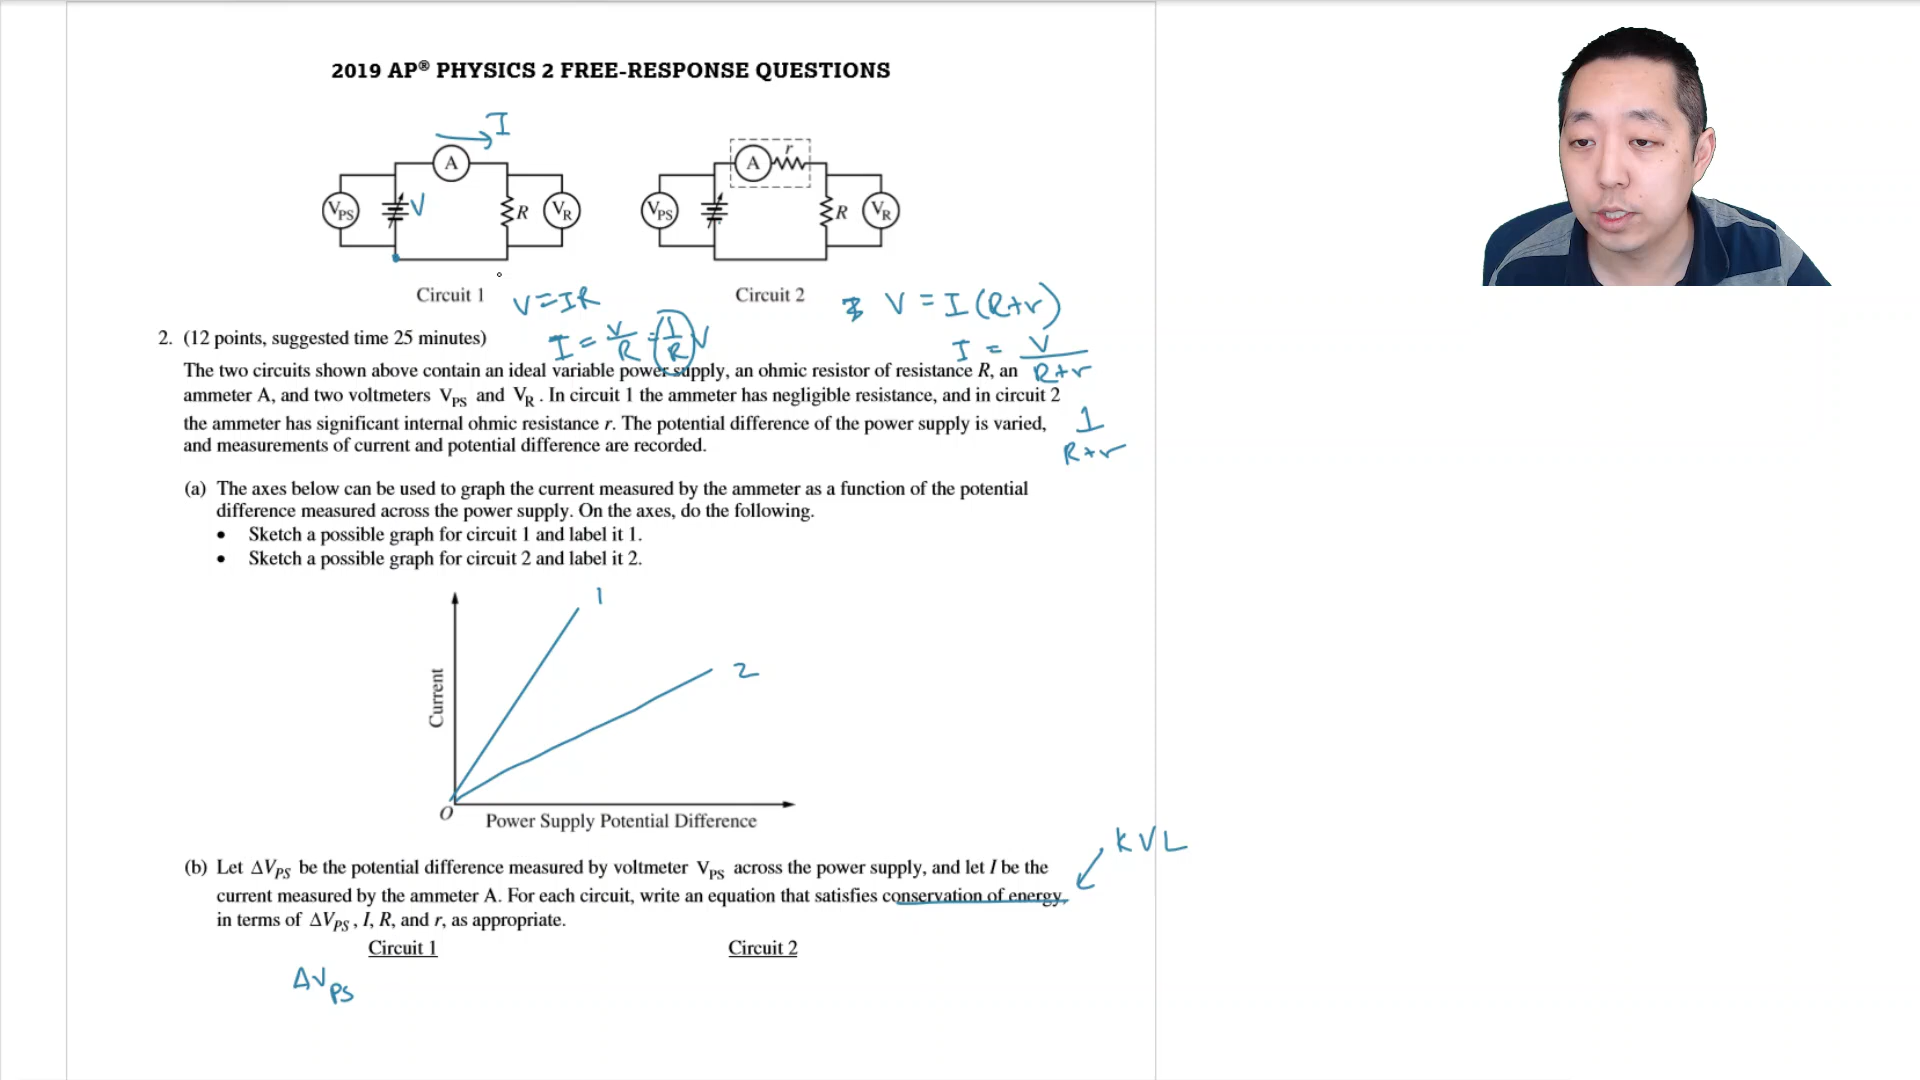 2019 AP® PHYSICS 2 FREE-RESPONSE QUESTIONS
I
A
A
r
VPS
V
R
VR
VPS
R
VR
Circuit 1
Circuit 2
V=IR
V = I (R+r)
I = V/R = (1/R) V
I = V/R+r
2. (12 points, suggested time 25 minutes)
The two circuits shown above contain an ideal variable power supply, an ohmic resistor of resistance R, an
ammeter A, and two voltmeters VPS and VR . In circuit 1 the ammeter has negligible resistance, and in circuit 2
the ammeter has significant internal ohmic resistance r. The potential difference of the power supply is varied,
and measurements of current and potential difference are recorded.
1/R+r
(a) The axes below can be used to graph the current measured by the ammeter as a function of the potential
difference measured across the power supply. On the axes, do the following.
• Sketch a possible graph for circuit 1 and label it 1.
• Sketch a possible graph for circuit 2 and label it 2.
1
2
Current
O
Power Supply Potential Difference
KVL
(b) Let ΔVPS be the potential difference measured by voltmeter VPS across the power supply, and let I be the
current measured by the ammeter A. For each circuit, write an equation that satisfies conservation of energy,
in terms of ΔVPS , I, R, and r, as appropriate.
Circuit 1
Circuit 2
ΔVPS